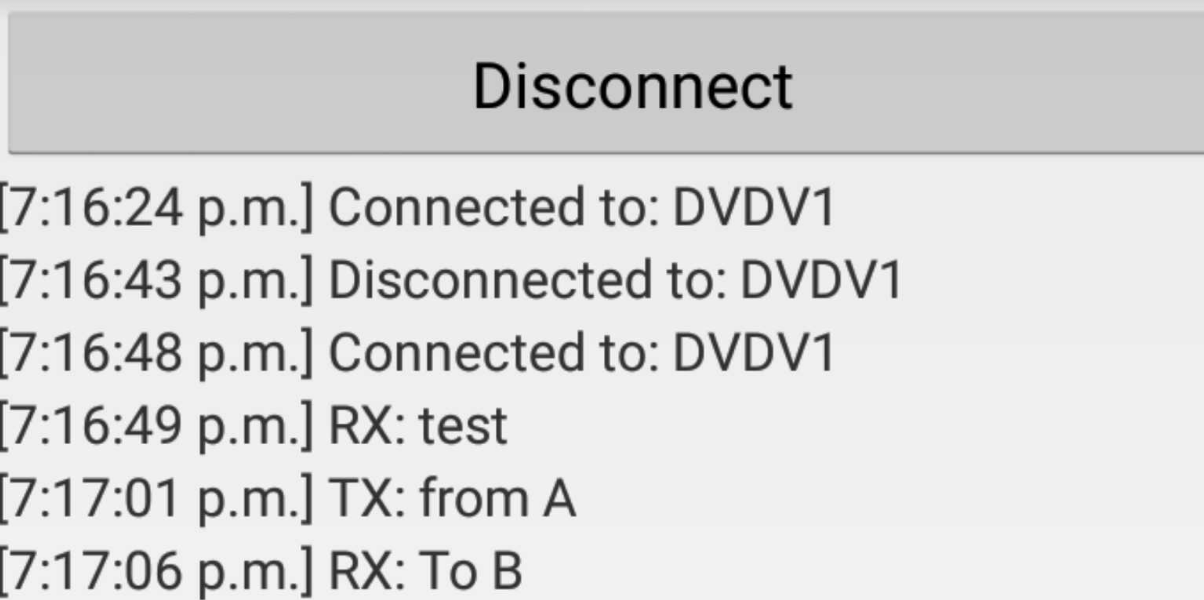 Disconnect
[7:16:24 p.m.] Connected to: DVDV1
[7:16:43 p.m.] Disconnected to: DVDV1
[7:16:48 p.m.] Connected to: DVDV1
[7:16:49 p.m.] RX: test
[7:17:01 p.m.] TX: from A
[7:17:06 p.m.] RX: To B